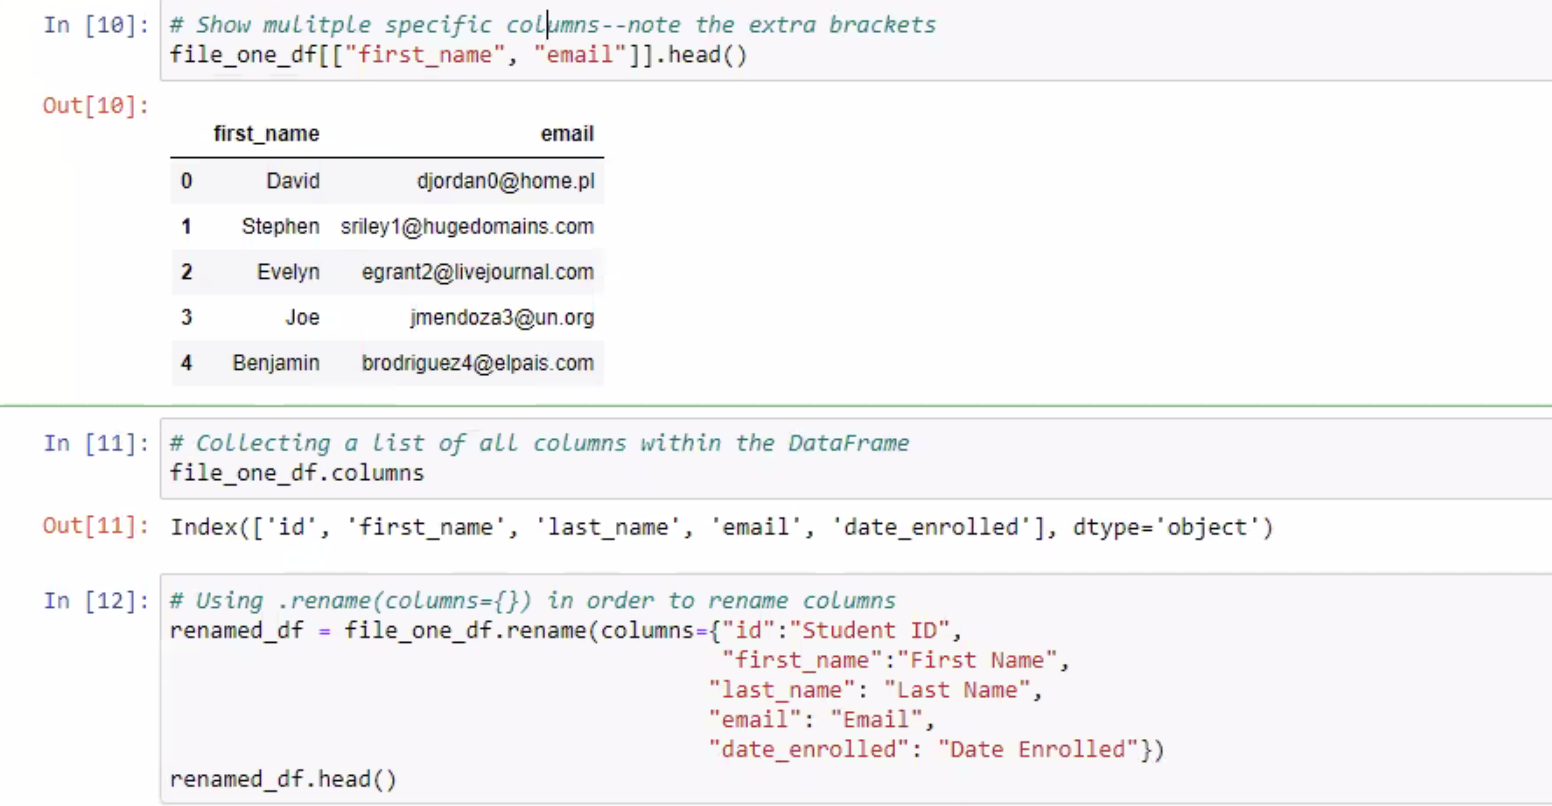 In [10]: # Show mulitple specific columns--note the extra brackets
file_one_df[["first_name", "email"]].head()
Out[10]:
first_name email
0 David djordan0@home.pl
1 Stephen sriley1@hugedomains.com
2 Evelyn egrant2@livejournal.com
3 Joe jmendoza3@un.org
4 Benjamin brodriguez4@elpais.com
In [11]: # Collecting a list of all columns within the DataFrame
file_one_df.columns
Out[11]: Index(['id', 'first_name', 'last_name', 'email', 'date_enrolled'], dtype='object')
In [12]: # Using .rename(columns={}) in order to rename columns
renamed_df = file_one_df.rename(columns={"id":"Student ID",
"first_name":"First Name",
"last_name": "Last Name",
"email": "Email",
"date_enrolled": "Date Enrolled"})
renamed_df.head()